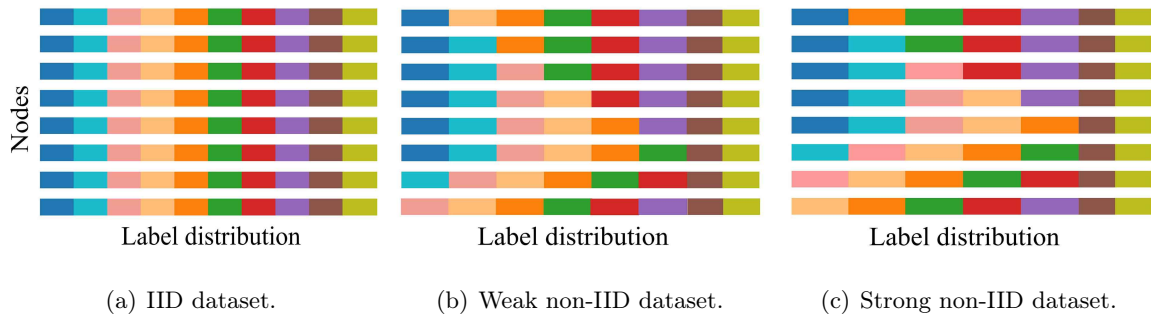 Nodes
Label distribution
Label distribution
Label distribution
(a) IID dataset.
(b) Weak non-IID dataset.
(c) Strong non-IID dataset.